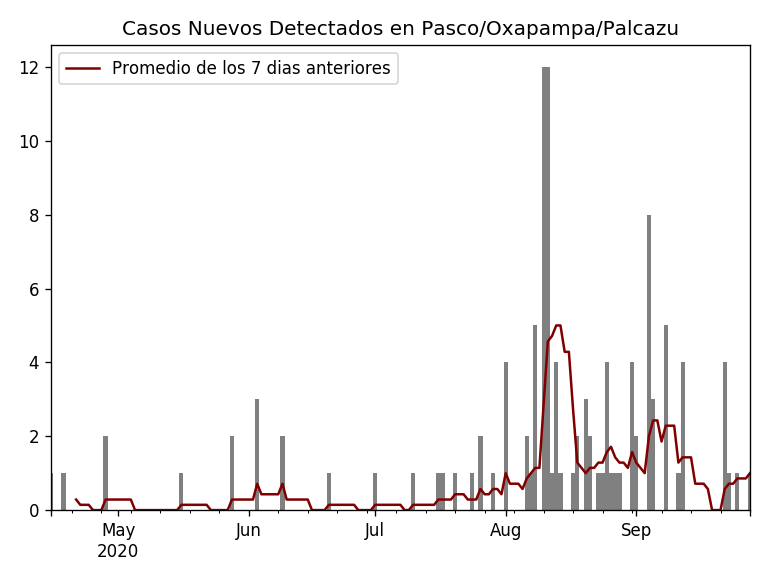 Casos Nuevos Detectados en Pasco/Oxapampa/Palcazu
Promedio de los 7 dias anteriores
12
10
8
6
4
2
0
May Jun Jul Aug Sep
2020